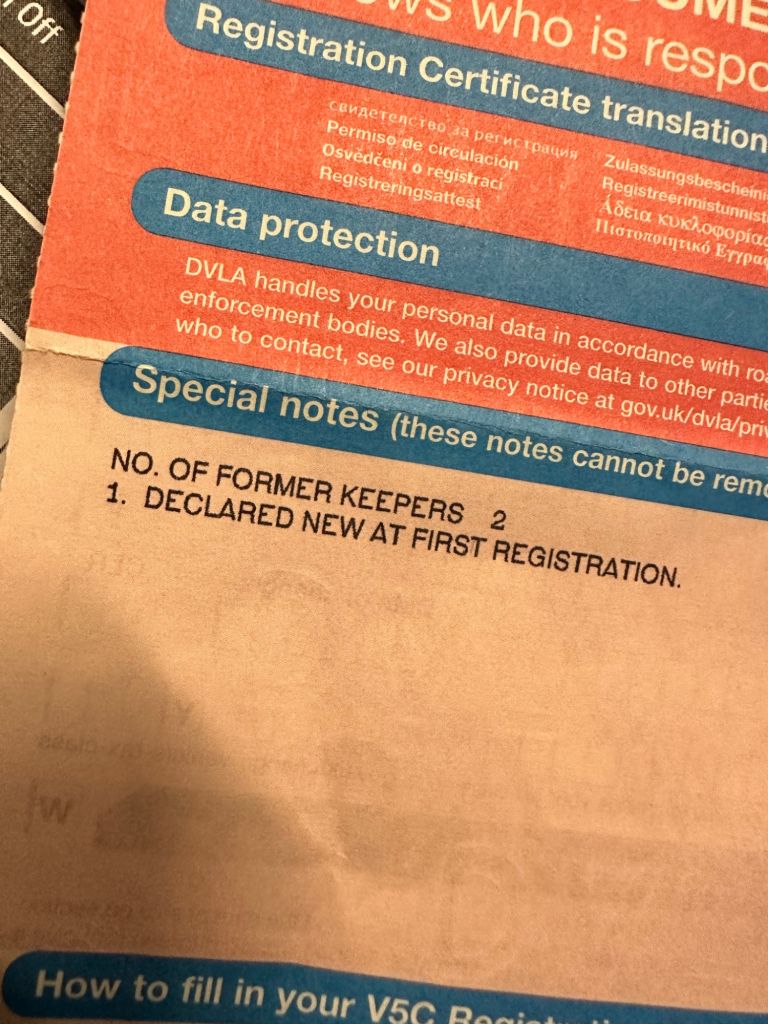 Off
who is
Registration Certificate translation
свидетелство за регистрация
Permiso de circulación
Osvědčení o registraci
Registreringsattest
Άδεια κυκλοφορίας
Πιστοποιητικό
Data protection
DVLA handles your personal data in accordance with
enforcement bodies. We also provide data to other
who to contact, see our privacy notice at gov.uk/dvla/
Special notes (these notes cannot be
NO. OF FORMER KEEPERS 2
1. DECLARED NEW AT FIRST REGISTRATION.
How to fill in your V5C